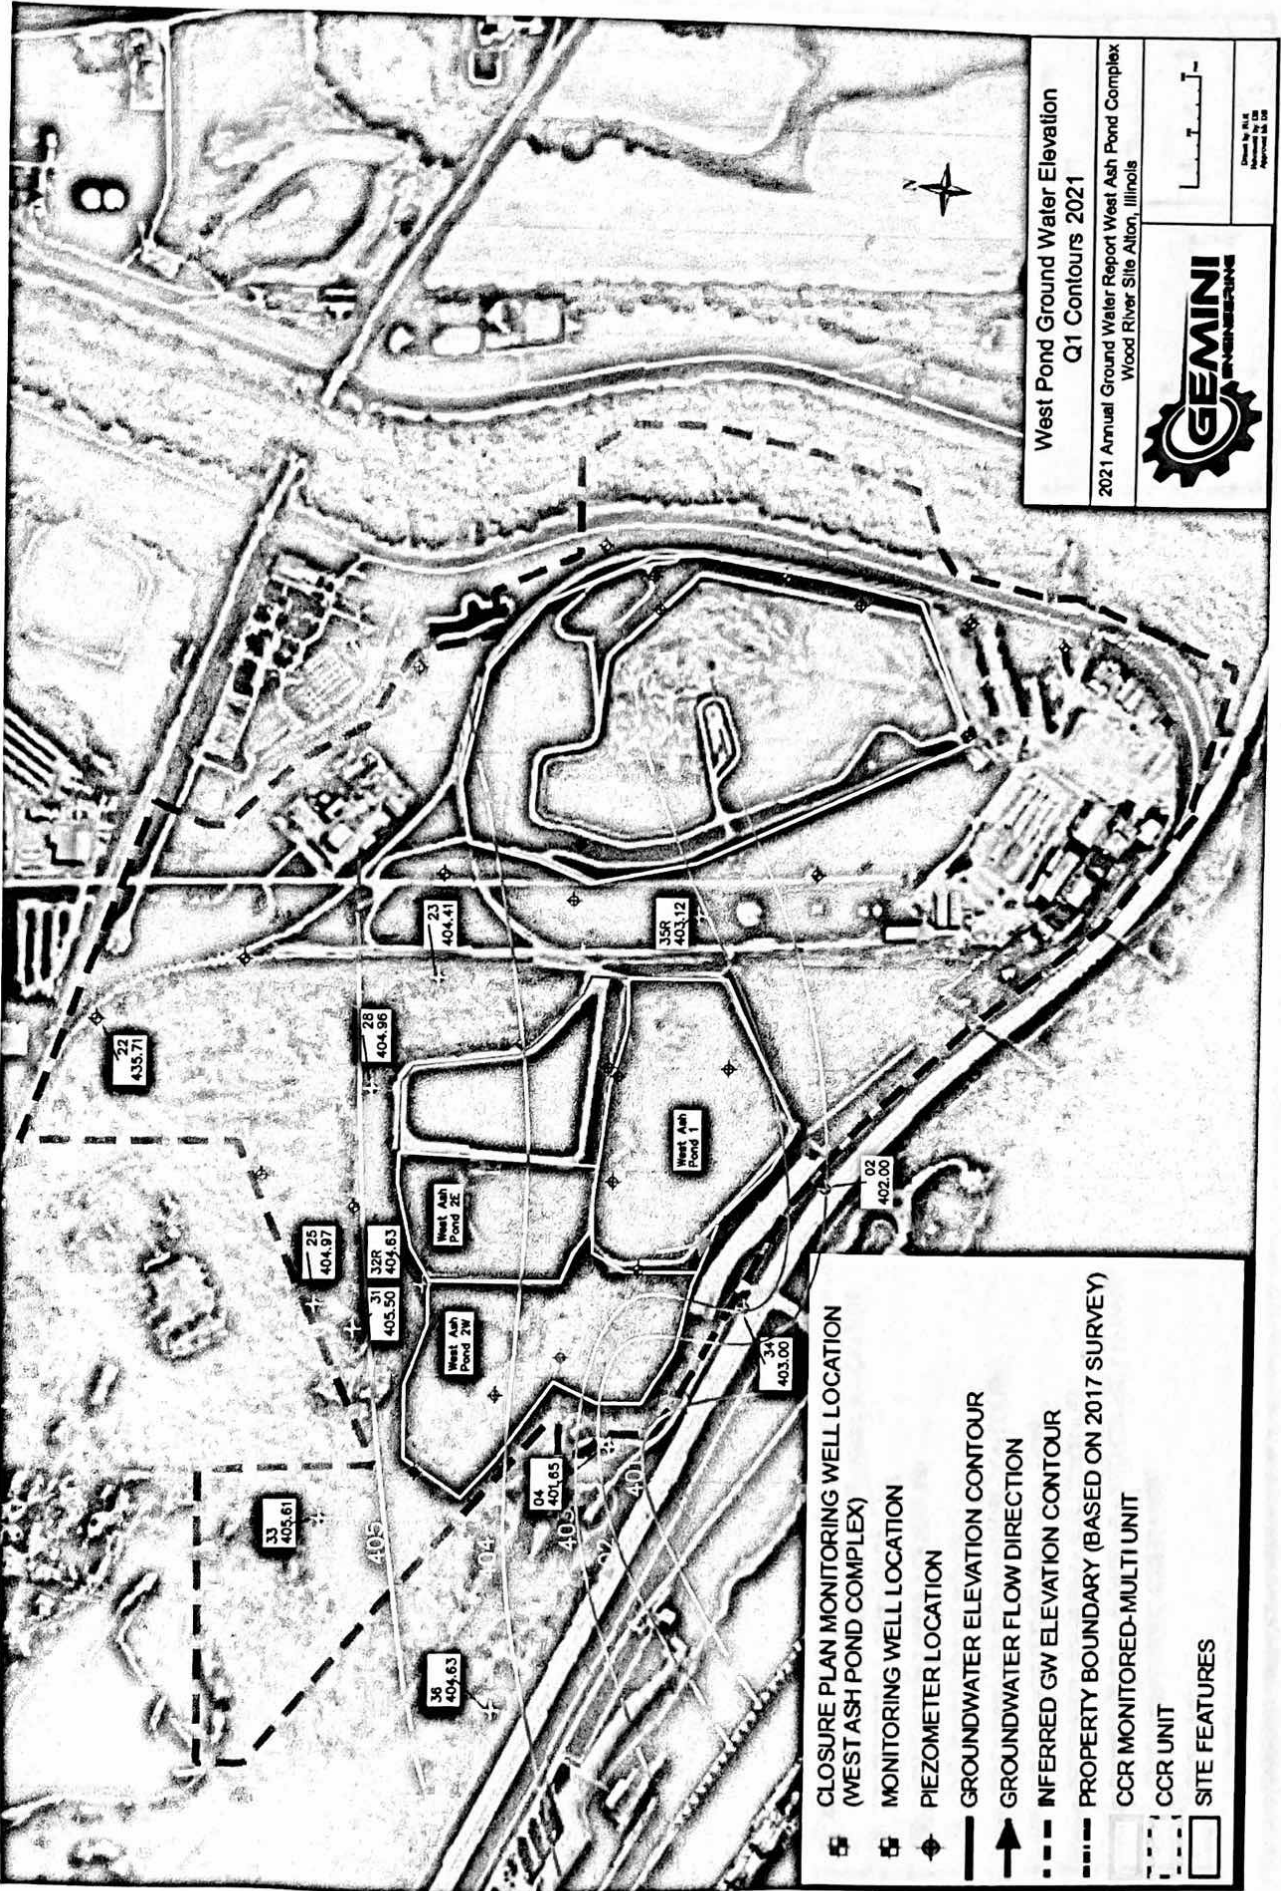 West Pond Ground Water Elevation
Q1 Contours 2021
2021 Annual Ground Water Report West Ash Pond Complex
Wood River Site Alton, Illinois
GEMINI
ENGINEERING
N
22
435.71
23
404.41
28
404.96
35R
403.12
25
404.97
32R
404.63
31
405.50
33
405.61
36
404.63
04
401.65
34
403.00
02
402.00
West Ash
Pond 2E
West Ash
Pond 2W
West Ash
Pond 1
405
403
401
CLOSURE PLAN MONITORING WELL LOCATION
(WEST ASH POND COMPLEX)
MONITORING WELL LOCATION
PIEZOMETER LOCATION
GROUNDWATER ELEVATION CONTOUR
GROUNDWATER FLOW DIRECTION
INFERRED GW ELEVATION CONTOUR
PROPERTY BOUNDARY (BASED ON 2017 SURVEY)
CCR MONITORED-MULTI UNIT
CCR UNIT
SITE FEATURES